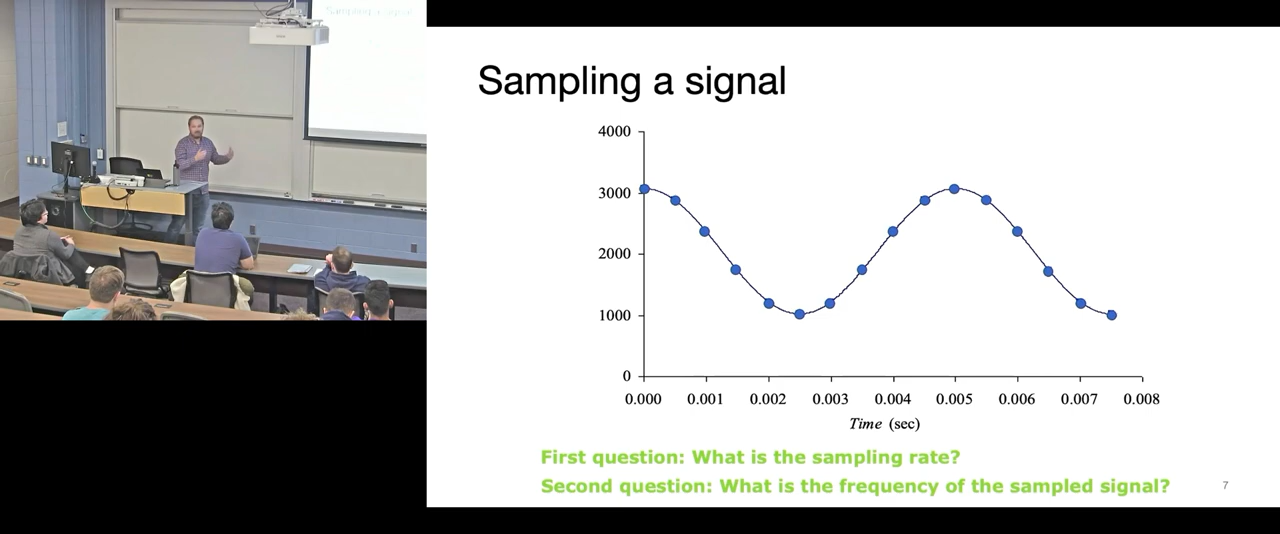 Sampling a signal
Sampling a signal
4000
3000
2000
1000
0
0.000 0.001 0.002 0.003 0.004 0.005 0.006 0.007 0.008
Time (sec)
First question: What is the sampling rate?
Second question: What is the frequency of the sampled signal?
7